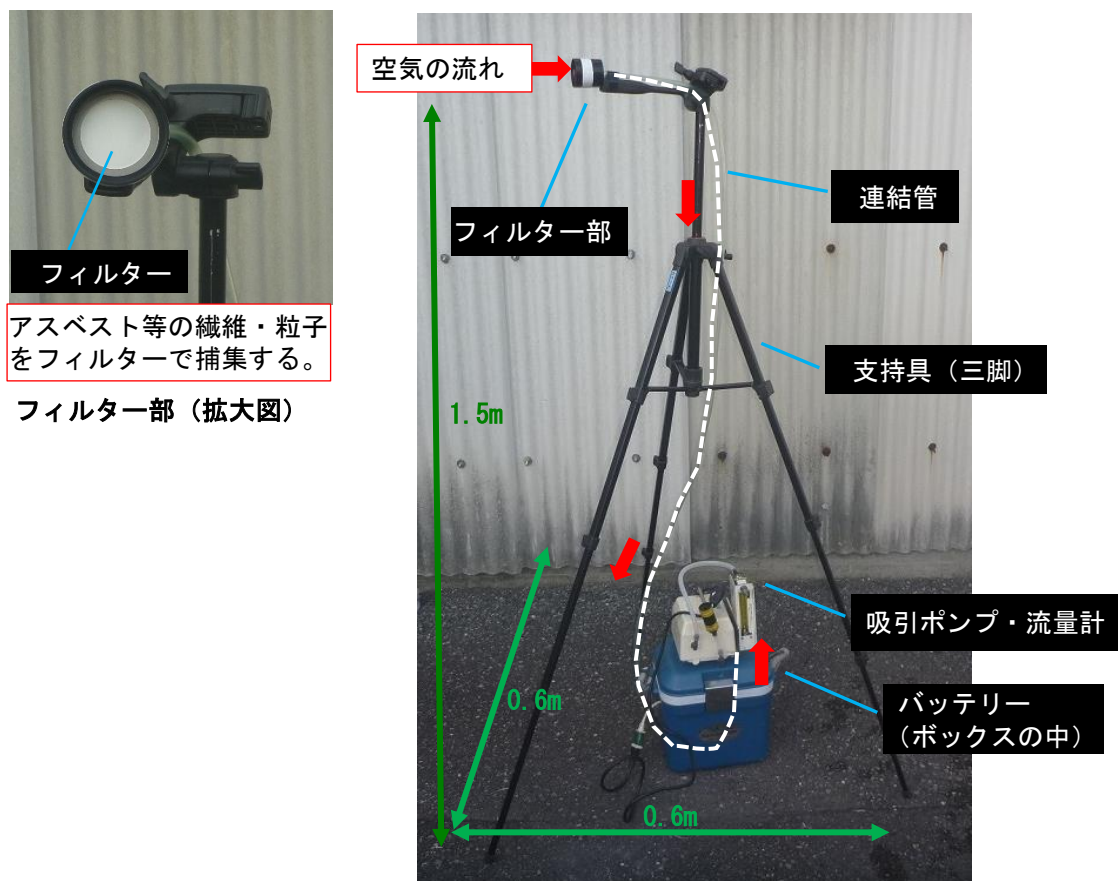 空気の流れ
連結管
フィルター部
フィルター
アスベスト等の繊維・粒子
をフィルターで捕集する。
フィルター部（拡大図）
支持具（三脚）
1.5m
吸引ポンプ・流量計
0.6m
バッテリー
（ボックスの中）
0.6m